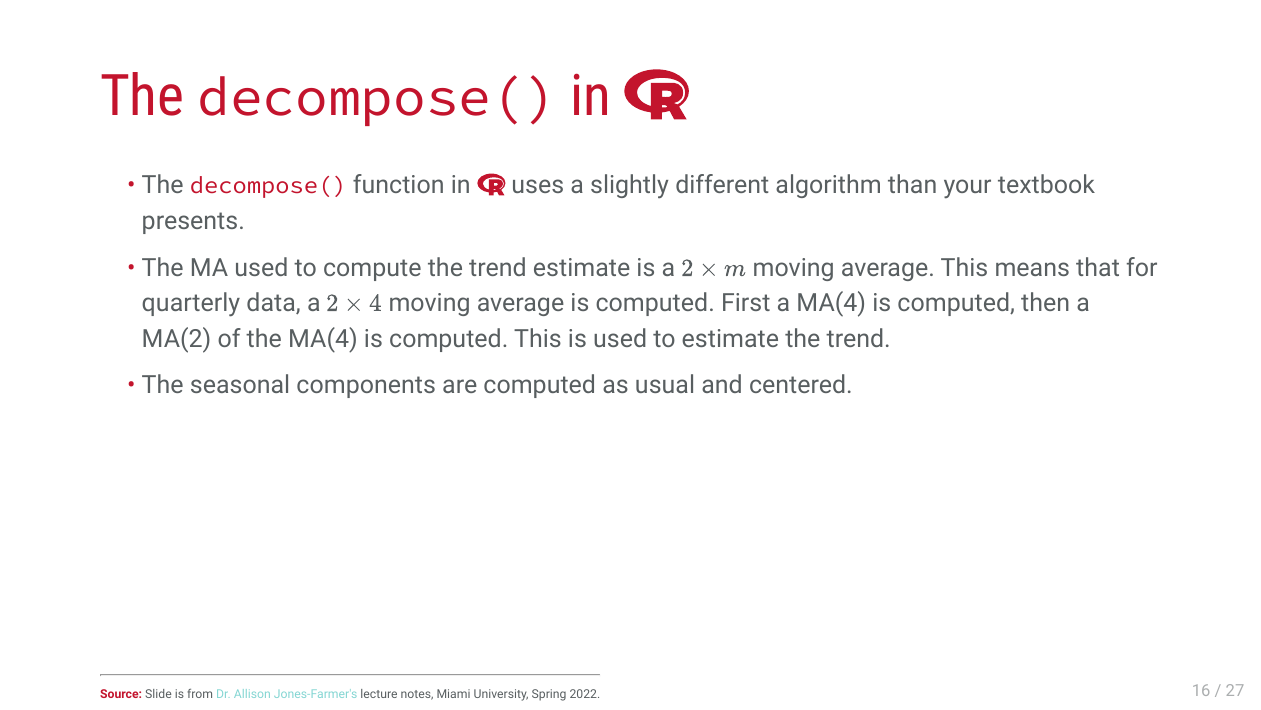 The decompose() in R
• The decompose() function in R uses a slightly different algorithm than your textbook
presents.
• The MA used to compute the trend estimate is a 2 × m moving average. This means that for
quarterly data, a 2 × 4 moving average is computed. First a MA(4) is computed, then a
MA(2) of the MA(4) is computed. This is used to estimate the trend.
• The seasonal components are computed as usual and centered.
Source: Slide is from Dr. Allison Jones-Farmer's lecture notes, Miami University, Spring 2022.
16 / 27